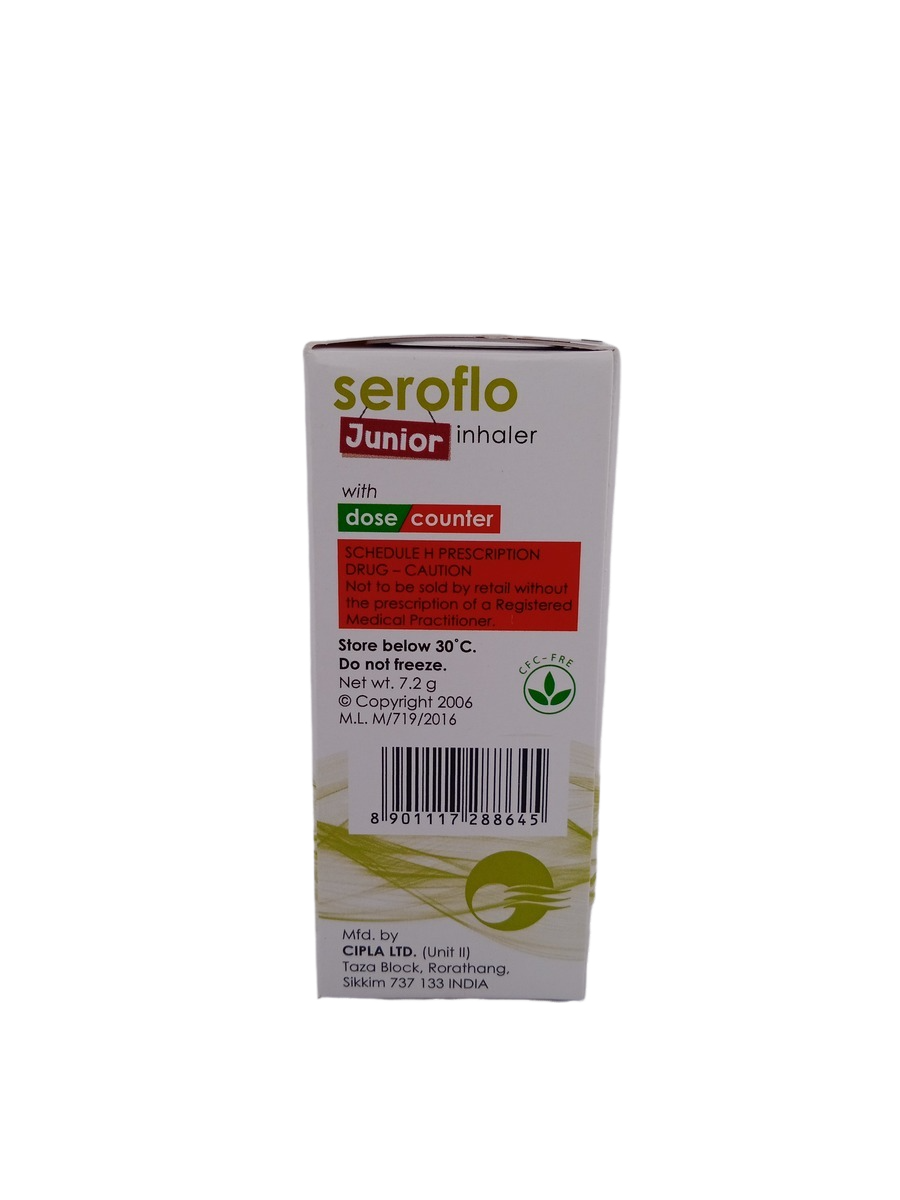 seroflo
Junior inhaler
with
dose/counter
SCHEDULE H PRESCRIPTION
DRUG – CAUTION
Not to be sold by retail without
the prescription of a Registered
Medical Practitioner.
Store below 30˚C.
Do not freeze.
CFC-FRE
Net wt. 7.2 g
© Copyright 2006
M.L. M/719/2016
8 901117 288645
Mfd. by
CIPLA LTD. (Unit II)
Taza Block, Rorathang,
Sikkim 737 133 INDIA